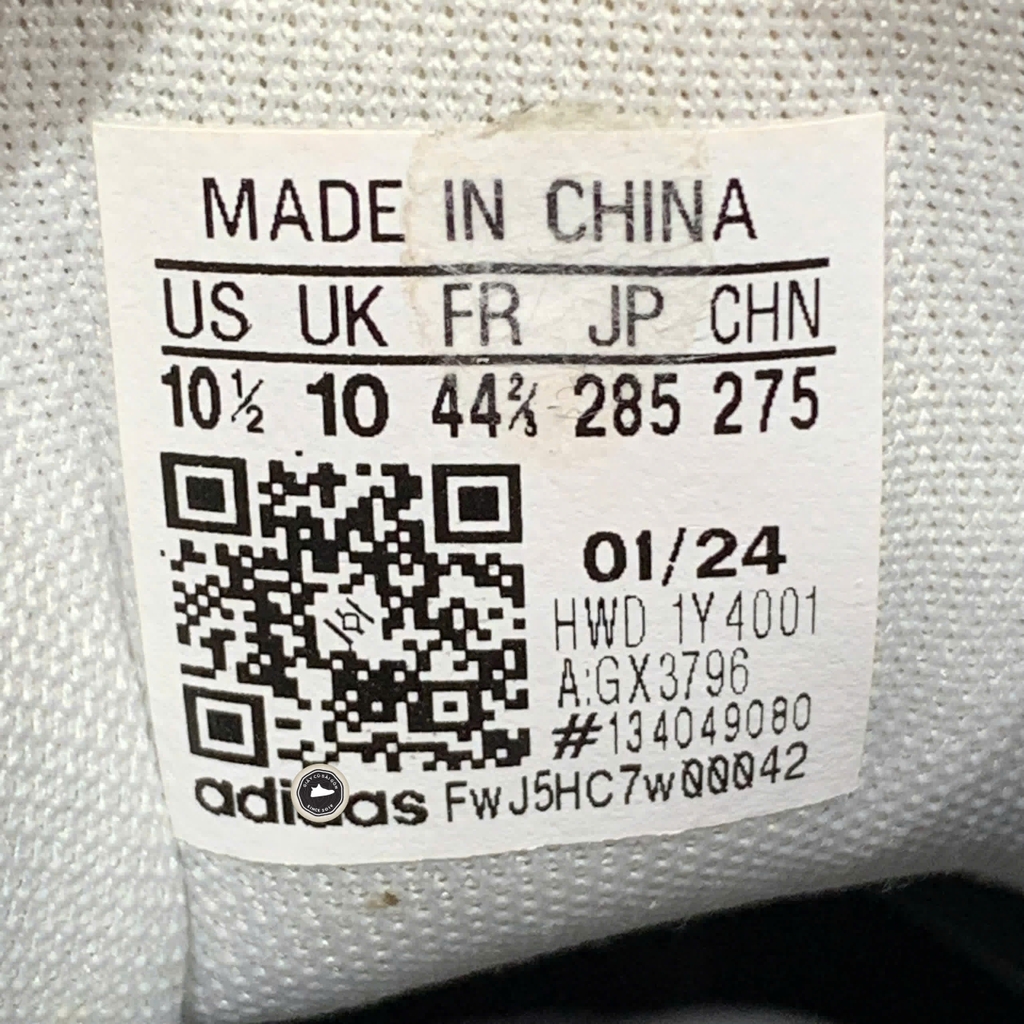 MADE IN CHINA
US UK FR JP CHN
10½ 10 44⅔ 285 275
01/24
HWD 1Y4001
A:GX3796
#134049080
adidas FwJ5HC7w00042